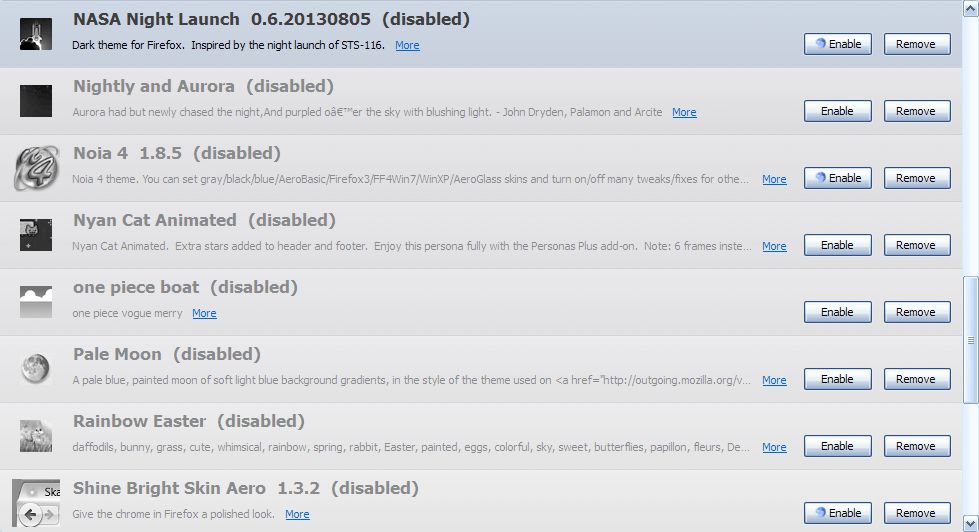 NASA Night Launch 0.6.20130805 (disabled)
Dark theme for Firefox. Inspired by the night launch of STS-116. More
Enable Remove
Nightly and Aurora (disabled)
Aurora had but newly chased the night,And purpled oâ€™er the sky with blushing light. - John Dryden, Palamon and Arcite More
Enable Remove
Noia 4 1.8.5 (disabled)
Noia 4 theme. You can set gray/black/blue/AeroBasic/Firefox3/FF4Win7/WinXP/AeroGlass skins and turn on/off many tweaks/fixes for othe... More
Enable Remove
Nyan Cat Animated (disabled)
Nyan Cat Animated. Extra stars added to header and footer. Enjoy this persona fully with the Personas Plus add-on. Note: 6 frames inste... More
Enable Remove
one piece boat (disabled)
one piece vogue merry More
Enable Remove
Pale Moon (disabled)
A pale blue, painted moon of soft light blue background gradients, in the style of the theme used on <a href="http://outgoing.mozilla.org/v... More
Enable Remove
Rainbow Easter (disabled)
daffodils, bunny, grass, cute, whimsical, rainbow, spring, rabbit, Easter, painted, eggs, colorful, sky, sweet, butterflies, papillon, fleurs, De... More
Enable Remove
Ska
Shine Bright Skin Aero 1.3.2 (disabled)
Give the chrome in Firefox a polished look. More
Enable Remove